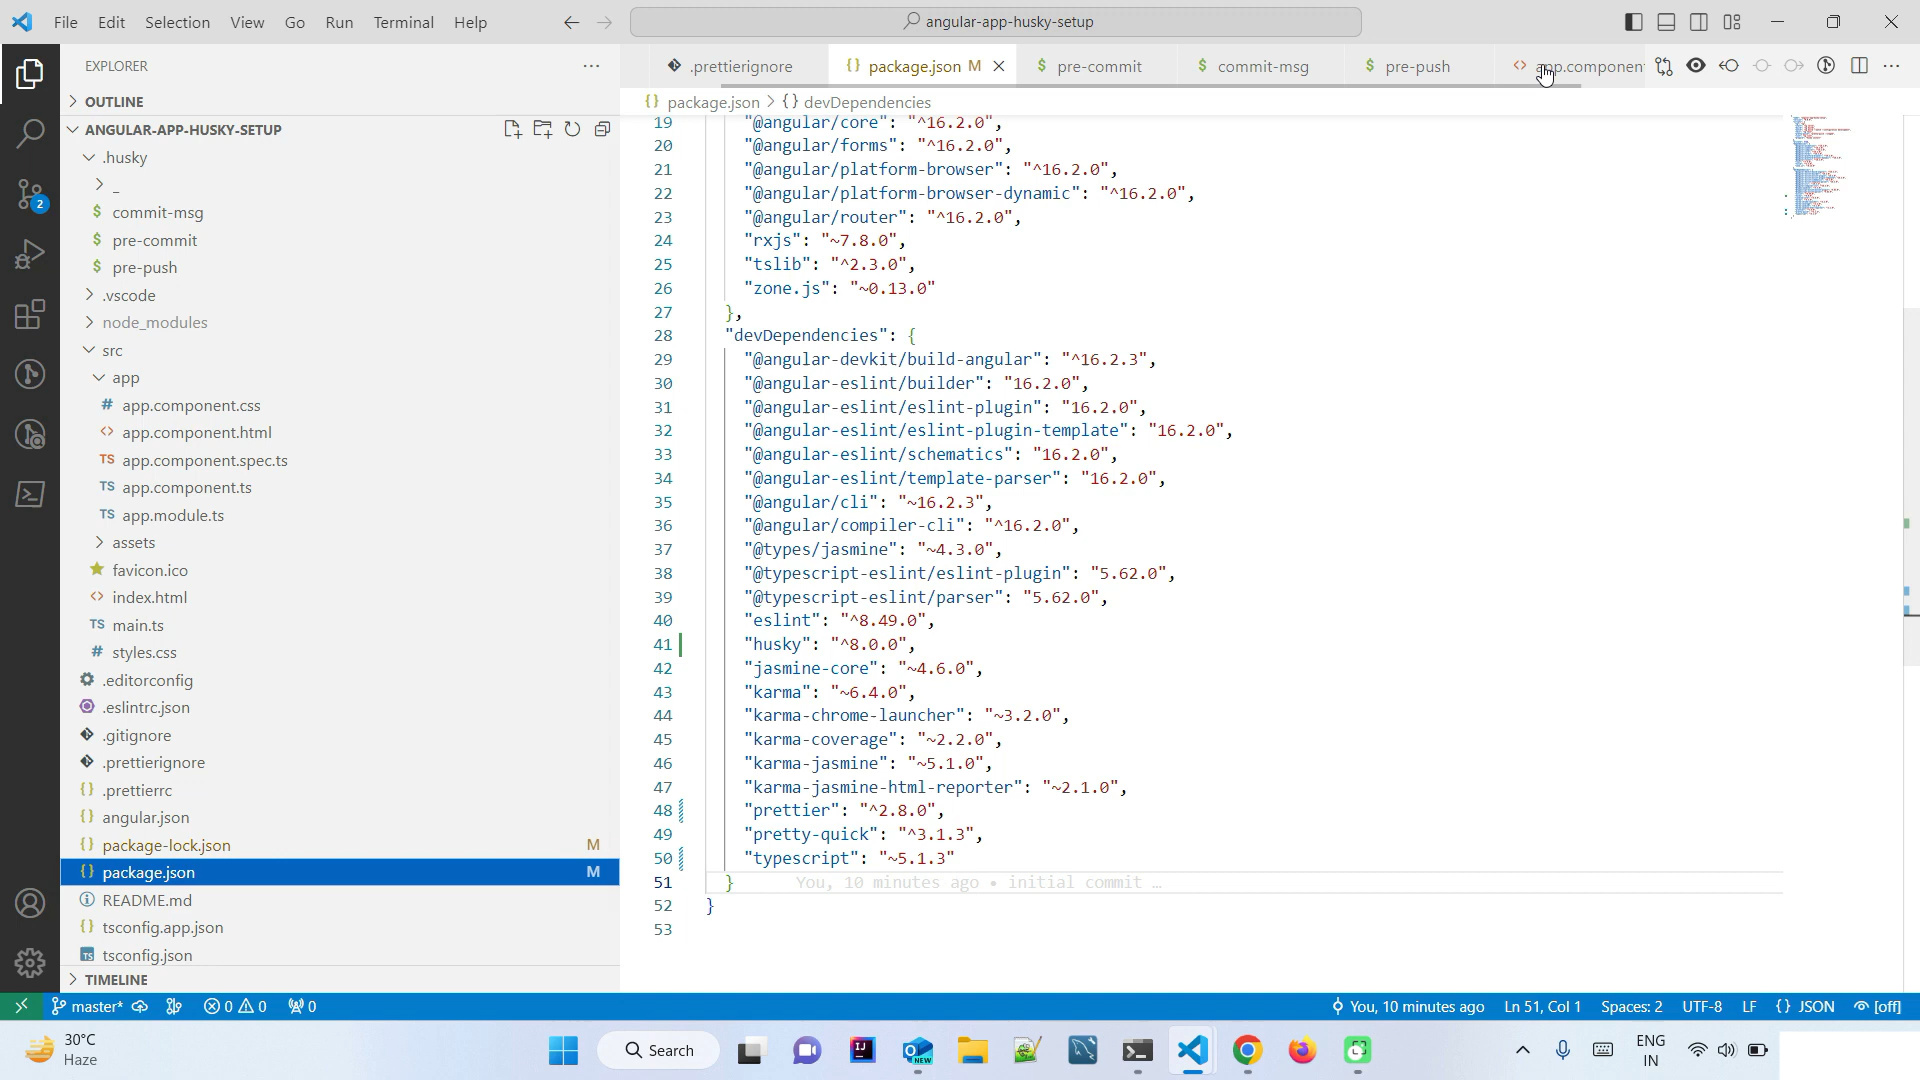 File Edit Selection View Go Run Terminal Help
angular-app-husky-setup
EXPLORER
OUTLINE
ANGULAR-APP-HUSKY-SETUP
.husky
_
$ commit-msg
$ pre-commit
$ pre-push
.vscode
node_modules
src
app
# app.component.css
<> app.component.html
TS app.component.spec.ts
TS app.component.ts
TS app.module.ts
assets
favicon.ico
<> index.html
TS main.ts
# styles.css
.editorconfig
.eslintrc.json
.gitignore
.prettierignore
{} .prettierrc
{} angular.json
{} package-lock.json M
{} package.json M
README.md
{} tsconfig.app.json
TS tsconfig.json
TIMELINE
2
.prettierignore {} package.json M $ pre-commit $ commit-msg $ pre-push <> app.component
{} package.json > {} devDependencies
19 "@angular/core": "^16.2.0",
20 "@angular/forms": "^16.2.0",
21 "@angular/platform-browser": "^16.2.0",
22 "@angular/platform-browser-dynamic": "^16.2.0",
23 "@angular/router": "^16.2.0",
24 "rxjs": "~7.8.0",
25 "tslib": "^2.3.0",
26 "zone.js": "~0.13.0"
27 },
28 "devDependencies": {
29 "@angular-devkit/build-angular": "^16.2.3",
30 "@angular-eslint/builder": "16.2.0",
31 "@angular-eslint/eslint-plugin": "16.2.0",
32 "@angular-eslint/eslint-plugin-template": "16.2.0",
33 "@angular-eslint/schematics": "16.2.0",
34 "@angular-eslint/template-parser": "16.2.0",
35 "@angular/cli": "~16.2.3",
36 "@angular/compiler-cli": "^16.2.0",
37 "@types/jasmine": "~4.3.0",
38 "@typescript-eslint/eslint-plugin": "5.62.0",
39 "@typescript-eslint/parser": "5.62.0",
40 "eslint": "^8.49.0",
41 "husky": "^8.0.0",
42 "jasmine-core": "~4.6.0",
43 "karma": "~6.4.0",
44 "karma-chrome-launcher": "~3.2.0",
45 "karma-coverage": "~2.2.0",
46 "karma-jasmine": "~5.1.0",
47 "karma-jasmine-html-reporter": "~2.1.0",
48 "prettier": "^2.8.0",
49 "pretty-quick": "^3.1.3",
50 "typescript": "~5.1.3"
51 } You, 10 minutes ago • initial commit …
52 }
53
master* 0 0 0 You, 10 minutes ago Ln 51, Col 1 Spaces: 2 UTF-8 LF {} JSON [off]
30°C
Haze
Search
NEW
ENG
IN